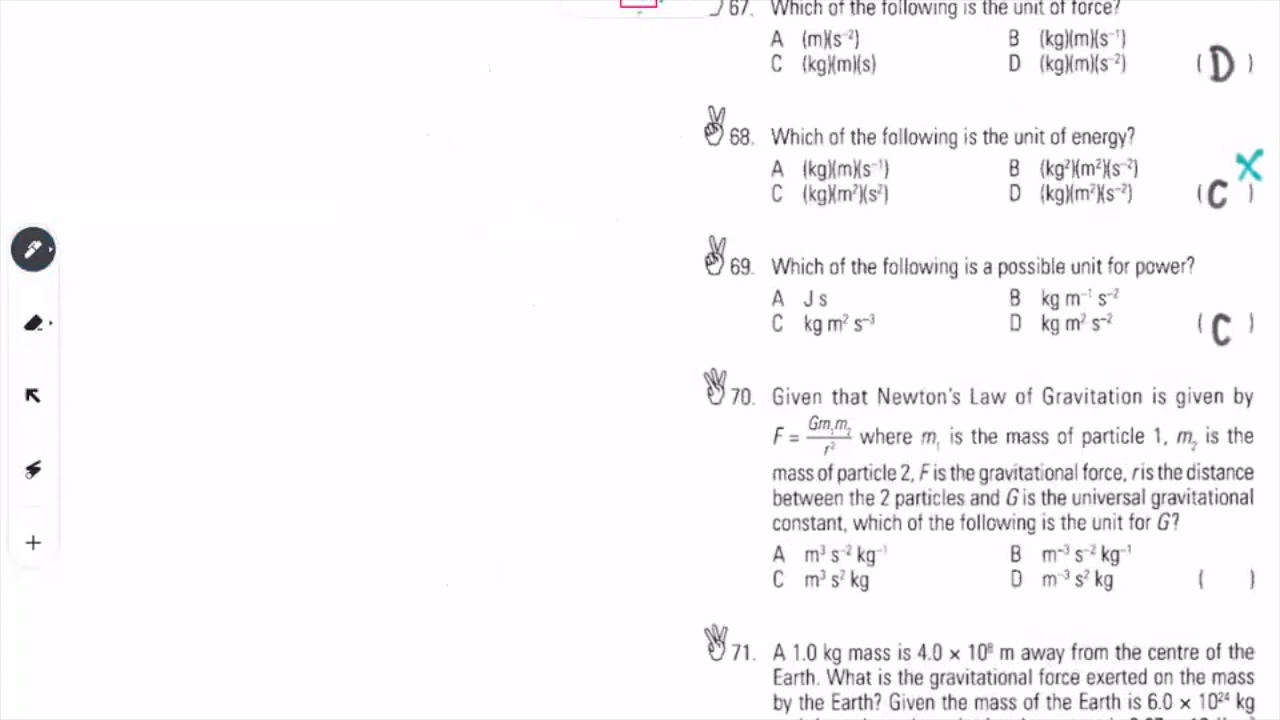 67. Which of the following is the unit of force?
A (m)(s⁻²) B (kg)(m)(s⁻¹)
C (kg)(m)(s) D (kg)(m)(s⁻²) ( D )
68. Which of the following is the unit of energy?
A (kg)(m)(s⁻¹) B (kg²)(m²)(s⁻²)
C (kg)(m²)(s²) D (kg)(m²)(s⁻²) ( C ) X
69. Which of the following is a possible unit for power?
A J s B kg m⁻¹ s⁻²
C kg m² s⁻³ D kg m² s⁻² ( C )
70. Given that Newton's Law of Gravitation is given by
F = Gm₁m₂/r² where m₁ is the mass of particle 1, m₂ is the
mass of particle 2, F is the gravitational force, r is the distance
between the 2 particles and G is the universal gravitational
constant, which of the following is the unit for G?
A m³ s⁻² kg⁻¹ B m⁻³ s⁻² kg⁻¹
C m³ s² kg D m⁻³ s² kg ( )
71. A 1.0 kg mass is 4.0 × 10⁶ m away from the centre of the
Earth. What is the gravitational force exerted on the mass
by the Earth? Given the mass of the Earth is 6.0 × 10²⁴ kg